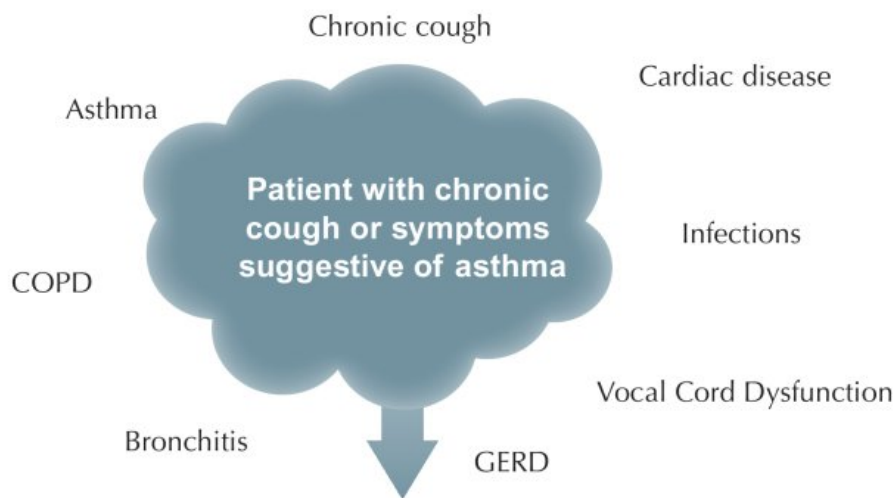 Chronic cough
Cardiac disease
Asthma
Patient with chronic
cough or symptoms
suggestive of asthma
Infections
COPD
Vocal Cord Dysfunction
Bronchitis
GERD